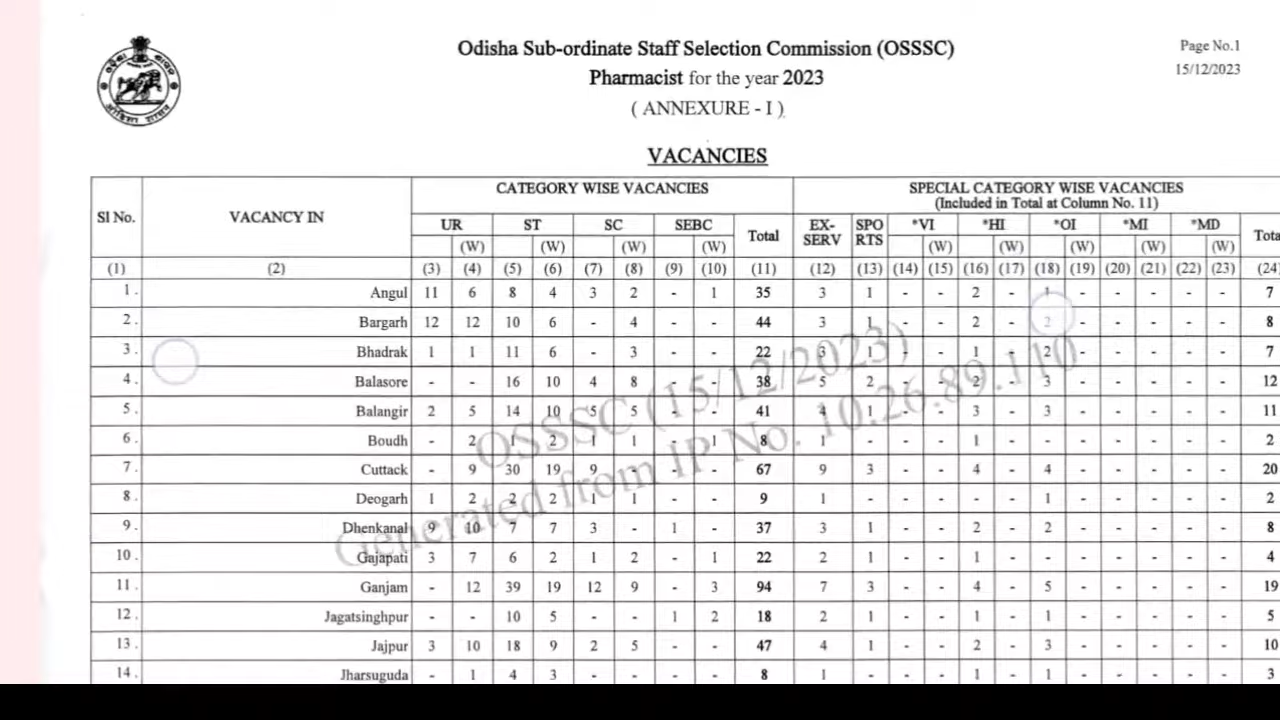 Odisha Sub-ordinate Staff Selection Commission (OSSSC)
Page No.1
Pharmacist for the year 2023
15/12/2023
( ANNEXURE - I )
VACANCIES
Sl No. VACANCY IN CATEGORY WISE VACANCIES SPECIAL CATEGORY WISE VACANCIES
(Included in Total at Column No. 11)
UR ST SC SEBC Total EX-SERV SPORTS *VI *HI *OI *MI *MD Tota
(W) (W) (W) (W) (W) (W) (W) (W) (W)
(1) (2) (3) (4) (5) (6) (7) (8) (9) (10) (11) (12) (13) (14) (15) (16) (17) (18) (19) (20) (21) (22) (23) (24)
1. Angul 11 6 8 4 3 2 - 1 35 3 1 - - 2 - 1 - - - - - 7
2. Bargarh 12 12 10 6 - 4 - - 44 3 1 - - 2 - 2 - - - - - 8
3. Bhadrak 1 1 11 6 - 3 - - 22 3 1 - - 1 - 2 - - - - - 7
4. Balasore - - 16 10 4 8 - - 38 5 2 - - 2 - 3 - - - - - 12
5. Balangir 2 5 14 10 5 5 - - 41 4 1 - - 3 - 3 - - - - - 11
6. Boudh - 2 1 2 1 1 - 1 8 1 - - - 1 - - - - - - - 2
7. Cuttack - 9 30 19 9 - - - 67 9 3 - - 4 - 4 - - - - - 20
8. Deogarh 1 2 2 2 1 1 - - 9 1 - - - - - 1 - - - - - 2
9. Dhenkanal 9 10 7 7 3 - 1 - 37 3 1 - - 2 - 2 - - - - - 8
10. Gajapati 3 7 6 2 1 2 - 1 22 2 1 - - 1 - - - - - - - 4
11. Ganjam - 12 39 19 12 9 - 3 94 7 3 - - 4 - 5 - - - - - 19
12. Jagatsinghpur - - 10 5 - - 1 2 18 2 1 - - 1 - 1 - - - - - 5
13. Jajpur 3 10 18 9 2 5 - - 47 4 1 - - 2 - 3 - - - - - 10
14. Jharsuguda - 1 4 3 - - - - 8 1 - - - 1 - 1 - - - - - 3
OSSSC (15/12/2023)
Generated from IP No. 10.26.89.110